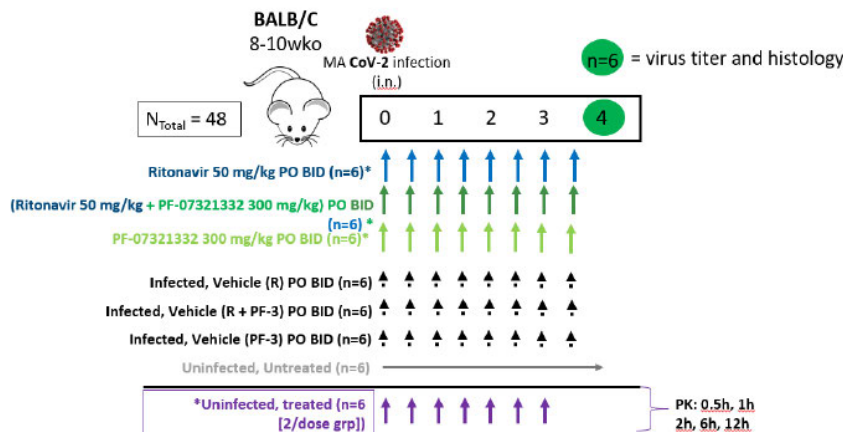 BALB/C
8-10wko
MA CoV-2 infection
(i.n.)
n=6 = virus titer and histology
N_Total = 48
0 1 2 3 4
Ritonavir 50 mg/kg PO BID (n=6)*
(Ritonavir 50 mg/kg + PF-07321332 300 mg/kg) PO BID
(n=6) *
PF-07321332 300 mg/kg PO BID (n=6)*
Infected, Vehicle (R) PO BID (n=6)
Infected, Vehicle (R + PF-3) PO BID (n=6)
Infected, Vehicle (PF-3) PO BID (n=6)
Uninfected, Untreated (n=6)
*Uninfected, treated (n=6
[2/dose grp])
PK: 0.5h, 1h
2h, 6h, 12h